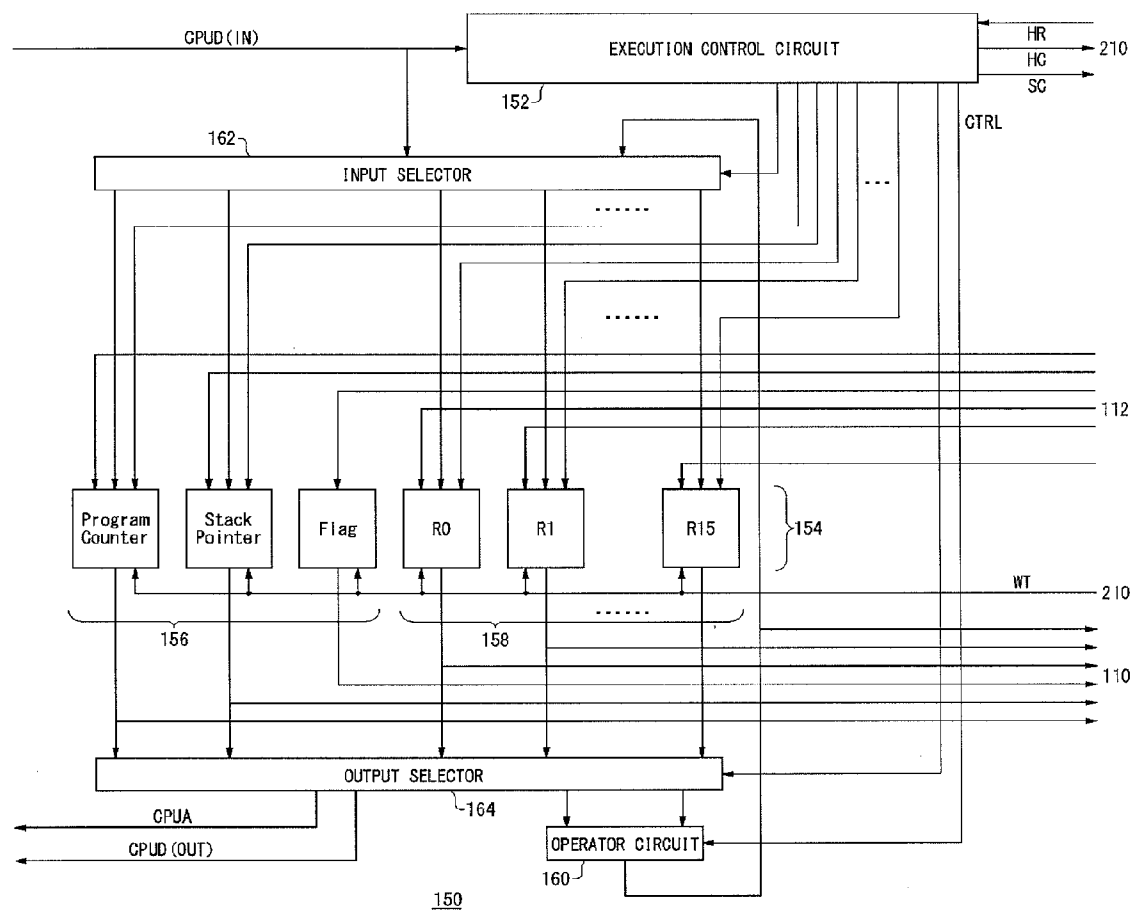 CPUD(IN)
EXECUTION CONTROL CIRCUIT
HR
210
HC
SC
152
CTRL
162
INPUT SELECTOR
...
......
......
112
Program
Counter
Stack
Pointer
Flag
R0
R1
R15
154
WT
210
......
156
158
110
OUTPUT SELECTOR
164
CPUA
CPUD(OUT)
OPERATOR CIRCUIT
160
150